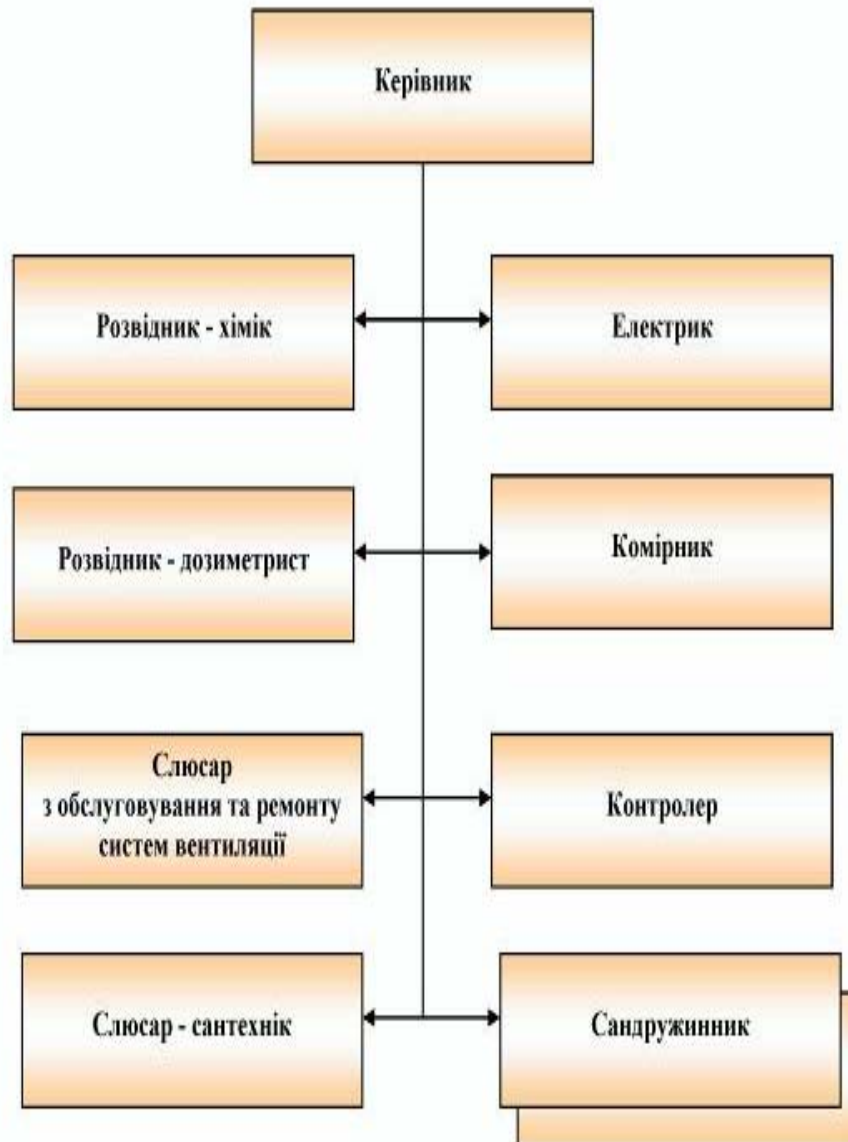 Керівник
Розвідник - хімік
Електрик
Розвідник - дозиметрист
Комірник
Слюсар
з обслуговування та ремонту
систем вентиляції
Контролер
Слюсар - сантехнік
Сандружинник